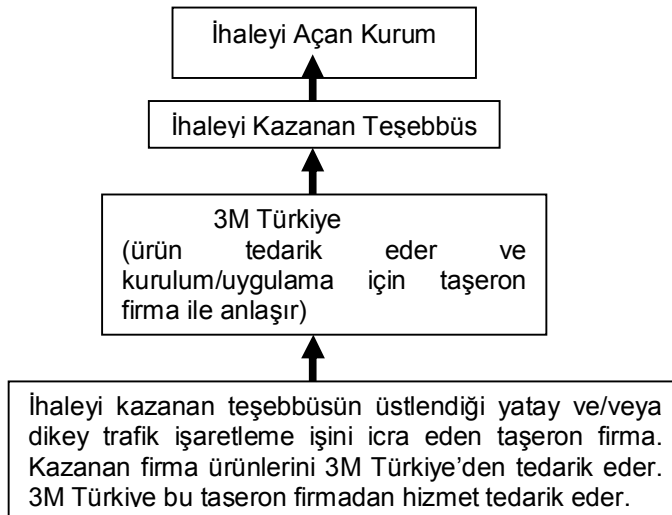 İhaleyi Açan Kurum
İhaleyi Kazanan Teşebbüs
3M Türkiye
(ürün tedarik eder ve
kurulum/uygulama için taşeron
firma ile anlaşır)
İhaleyi kazanan teşebbüsün üstlendiği yatay ve/veya
dikey trafik işaretleme işini icra eden taşeron firma.
Kazanan firma ürünlerini 3M Türkiye’den tedarik eder.
3M Türkiye bu taşeron firmadan hizmet tedarik eder.